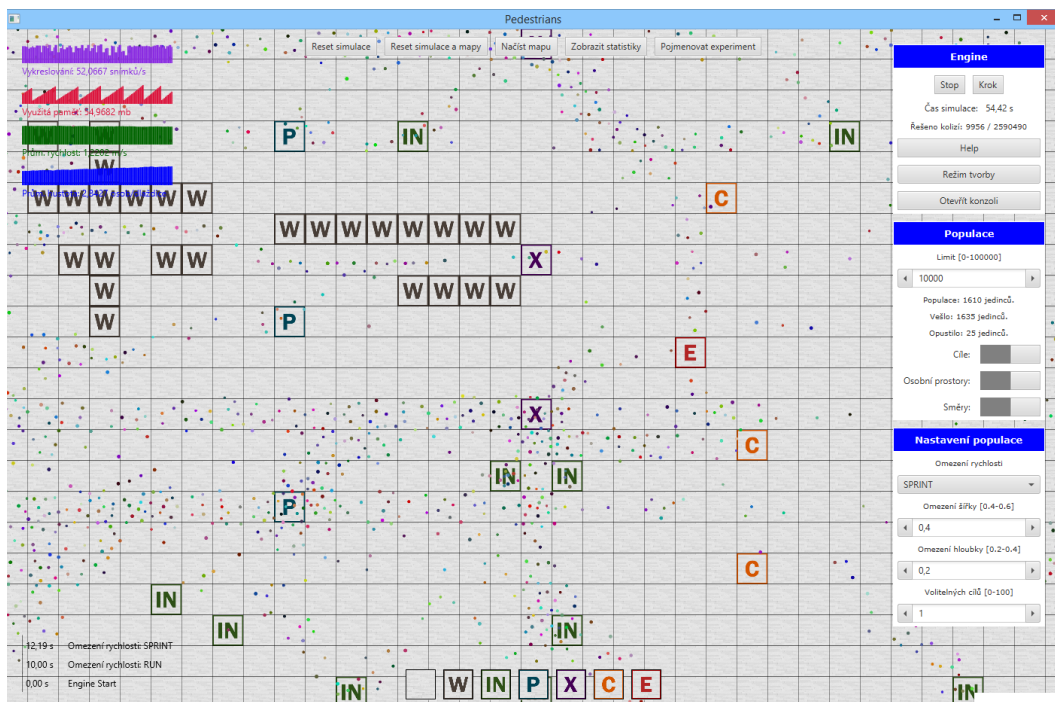 Pedestrians
Reset simulace
Reset simulace a mapy
Načíst mapu
Zobrazit statistiky
Pojmenovat experiment
Vykreslování: 52,0667 snímků/s
Využitá paměť: 54,9682 mb
Prům. rychlost: 1,2202 m/s
P
IN
IN
W
W W W W W W
C
W W W W W W W W
W W W W
X
W
W W W W
W
P
E
X
C
IN IN
P
C
IN
IN
IN
IN
IN
12,19 s Omezení rychlosti: SPRINT
10,00 s Omezení rychlosti: RUN
0,00 s Engine Start
W IN P X C E
Engine
Stop
Krok
Čas simulace: 54,42 s
Řešeno kolizí: 9956 / 2590490
Help
Režim tvorby
Otevřít konzoli
Populace
Limit [0-100000]
10000
Populace: 1610 jedinců.
Vešlo: 1635 jedinců.
Opustilo: 25 jedinců.
Cíle:
Osobní prostory:
Směry:
Nastavení populace
Omezení rychlosti
SPRINT
Omezení šířky [0.4-0.6]
0,4
Omezení hloubky [0.2-0.4]
0,2
Volitelných cílů [0-100]
1